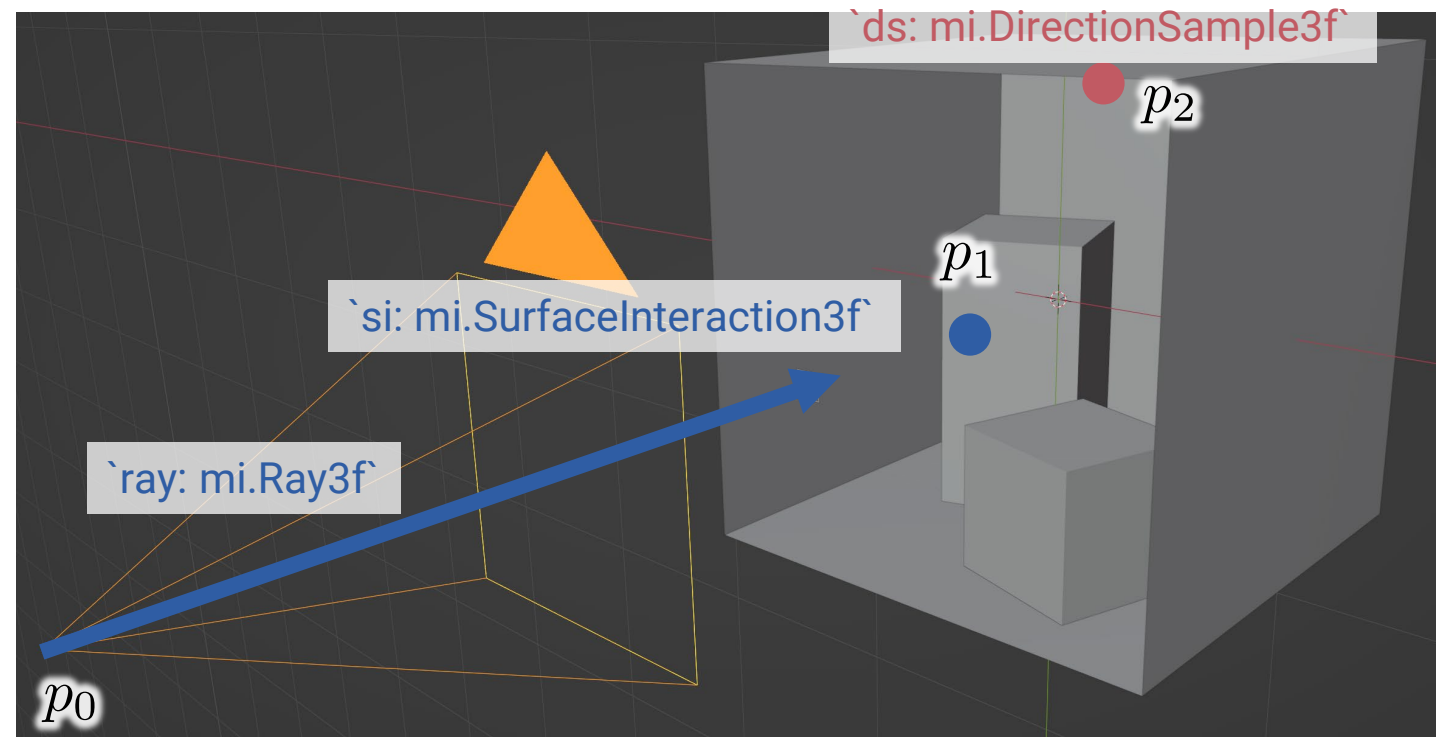 `ds: mi.DirectionSample3f`
p₂
p₁
`si: mi.SurfaceInteraction3f`
`ray: mi.Ray3f`
p₀